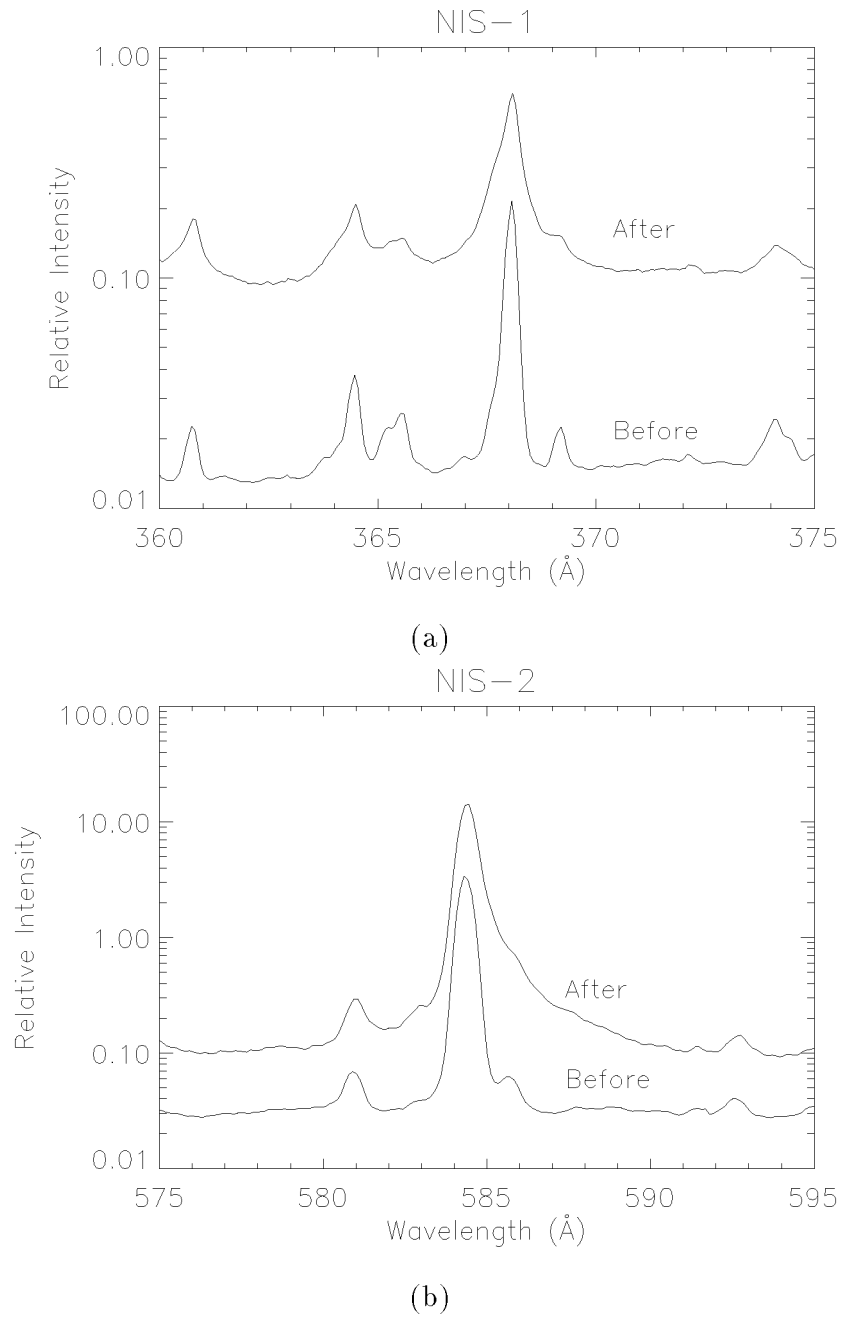 NIS-1
1.00
0.10
0.01
Relative Intensity
After
Before
360 365 370 375
Wavelength (Å)
(a)
NIS-2
100.00
10.00
1.00
0.10
0.01
Relative Intensity
After
Before
575 580 585 590 595
Wavelength (Å)
(b)